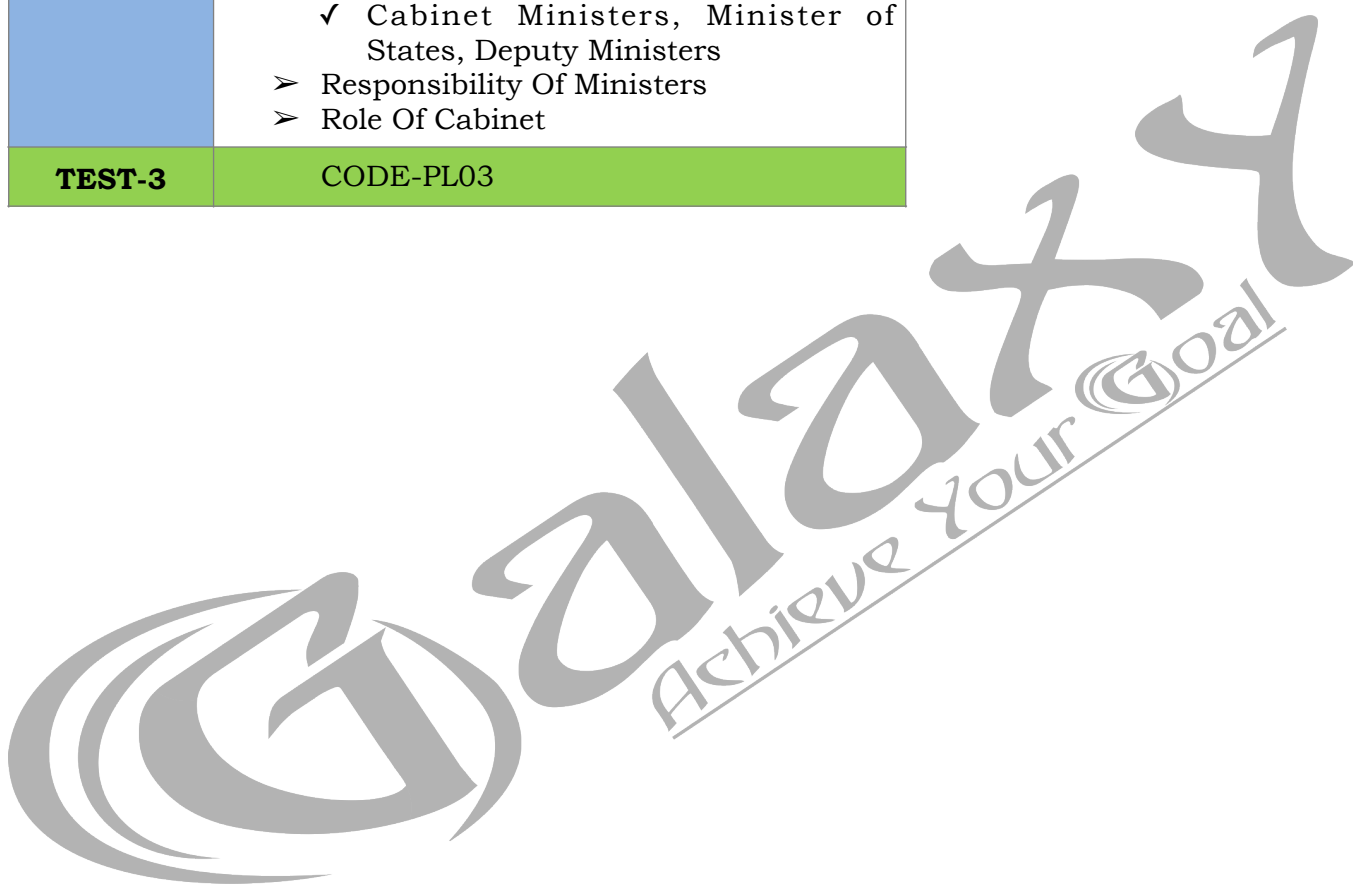 ✓ Cabinet Ministers, Minister of
States, Deputy Ministers
➢ Responsibility Of Ministers
➢ Role Of Cabinet
TEST-3 CODE-PL03
Galaxy
Achieve Your Goal